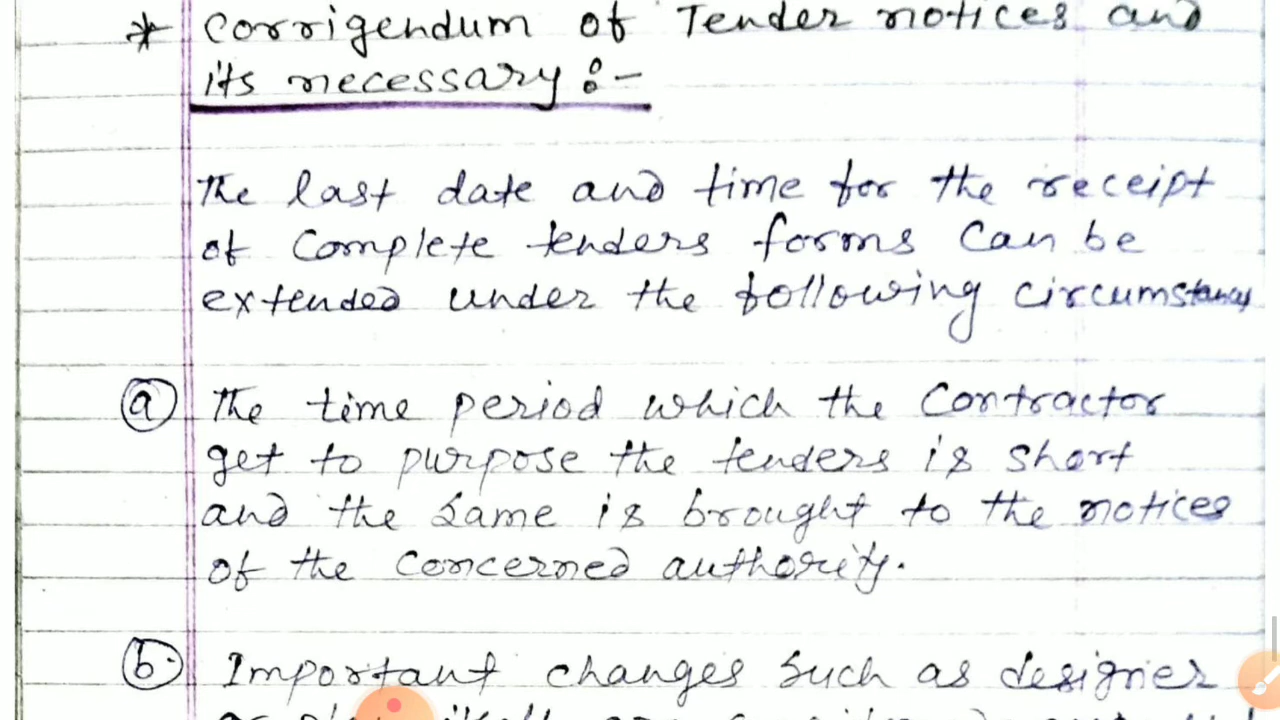 * Corrigendum of Tender notices and
its necessary :-
The last date and time for the receipt
of Complete tenders forms Can be
extended under the following circumstances
(a) The time period which the Contractor
get to purpose the tenders is short
and the same is brought to the notices
of the concerned authority.
(b) Important changes such as designer